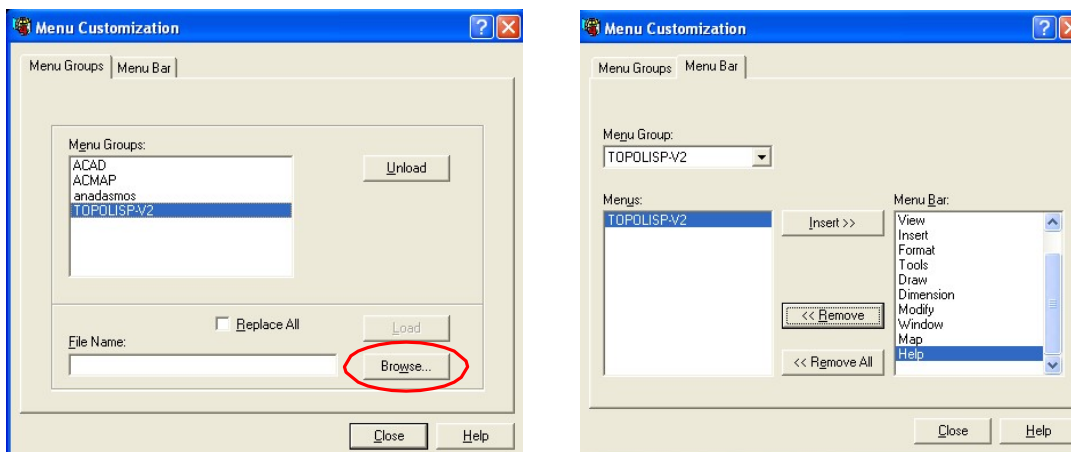 Menu Customization
Menu Groups Menu Bar
Menu Groups:
ACAD
ACMAP
anadasmos
TOPOLISP-V2
Unload
Replace All
Load
File Name:
Browse...
Close Help
Menu Customization
Menu Groups Menu Bar
Menu Group:
TOPOLISP-V2
Menus:
TOPOLISP-V2
Insert >>
<< Remove
<< Remove All
Menu Bar:
View
Insert
Format
Tools
Draw
Dimension
Modify
Window
Map
Help
Close Help